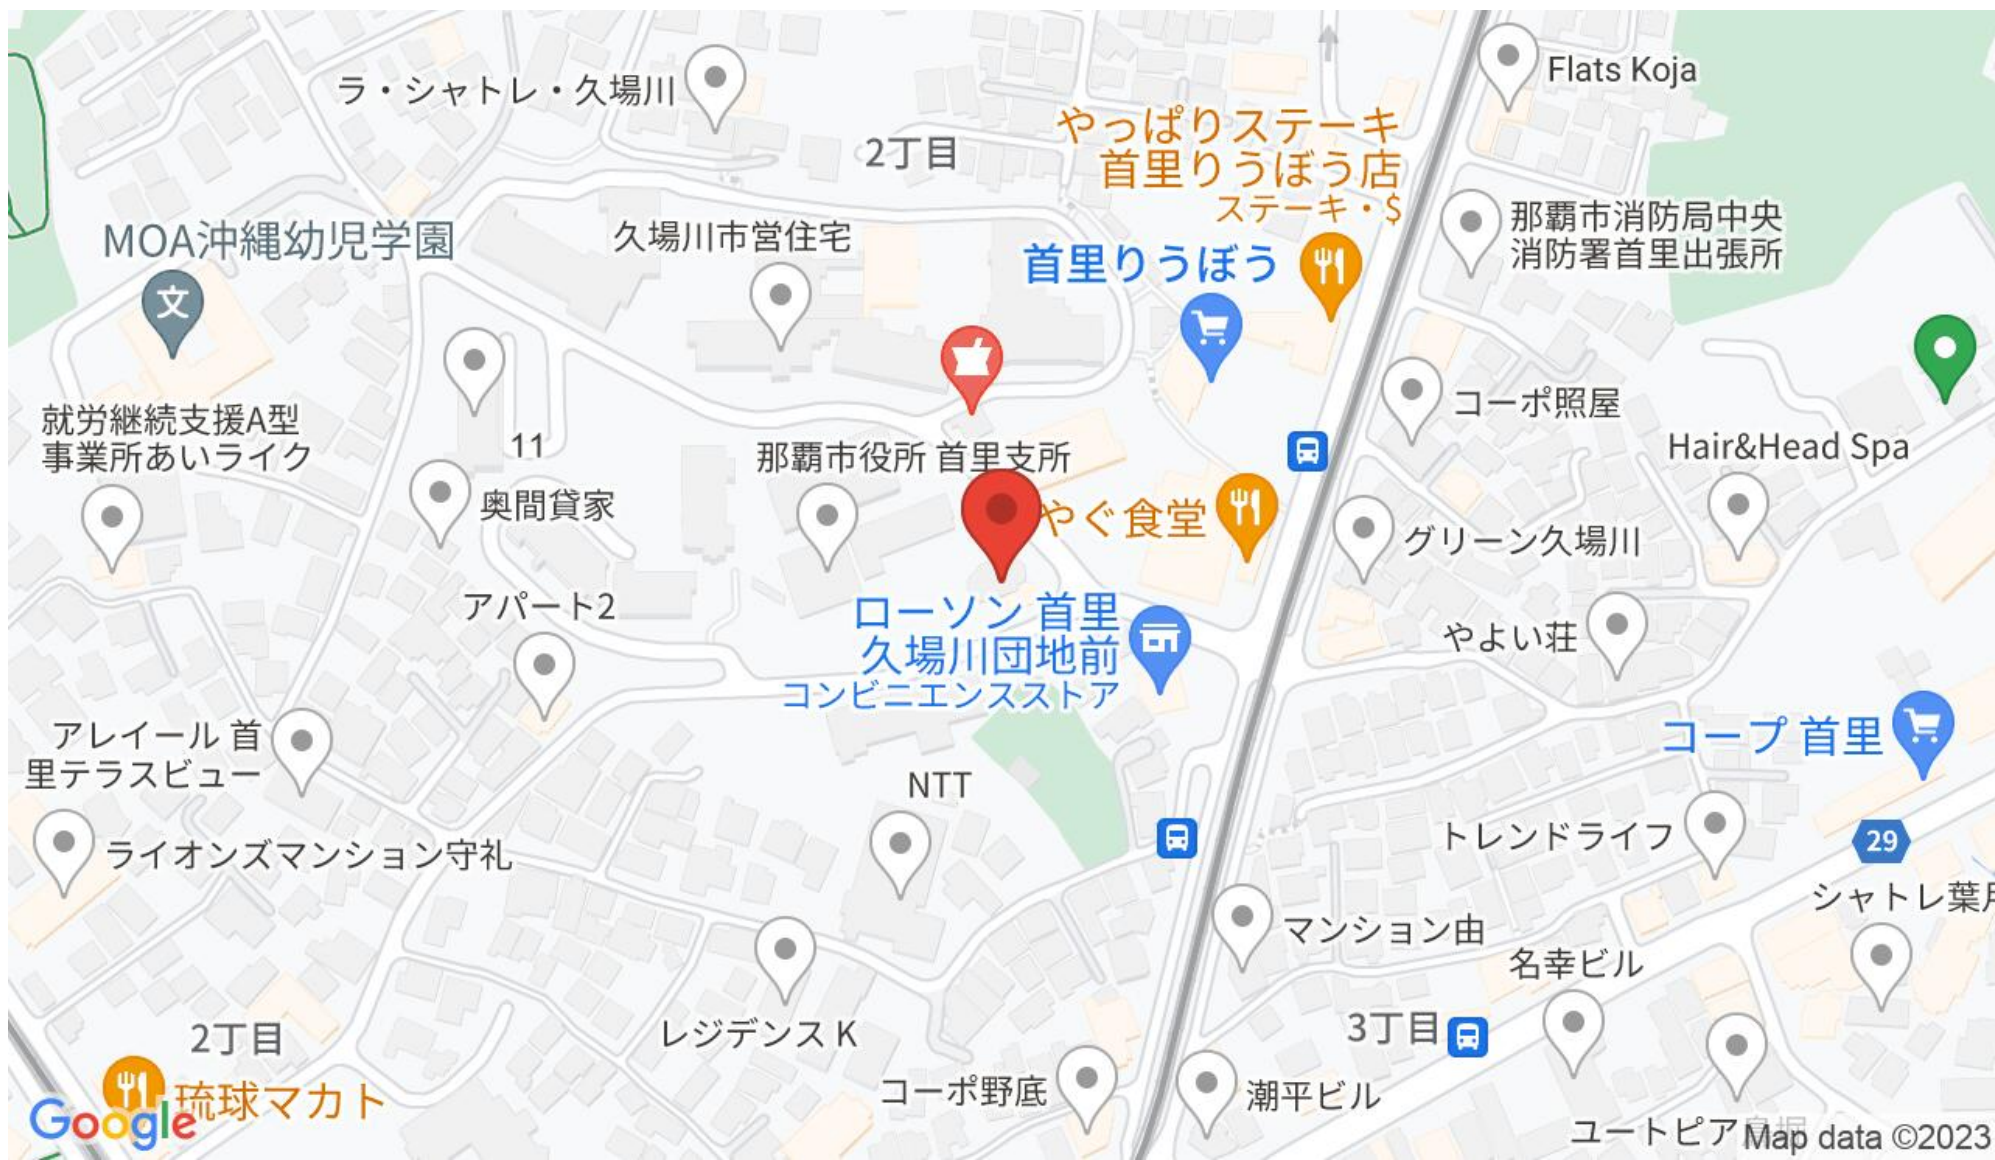 Flats Koja
ラ・シャトレ・久場川
やっぱりステーキ
首里りうぼう店
ステーキ・$
2丁目
那覇市消防局中央
消防署首里出張所
久場川市営住宅
MOA沖縄幼児学園
文
首里りうぼう
コーポ照屋
就労継続支援A型
事業所あいライク
11
那覇市役所 首里支所
Hair&Head Spa
奥間貸家
やぐ食堂
グリーン久場川
アパート2
ローソン 首里
久場川団地前
コンビニエンスストア
やよい荘
アレイール 首
里テラスビュー
コープ 首里
NTT
トレンドライフ
29
ライオンズマンション守礼
シャトレ葉
マンション由
名幸ビル
2丁目
レジデンス K
3丁目
琉球マカト
コーポ野底
潮平ビル
Google
ユートピア
Map data ©2023